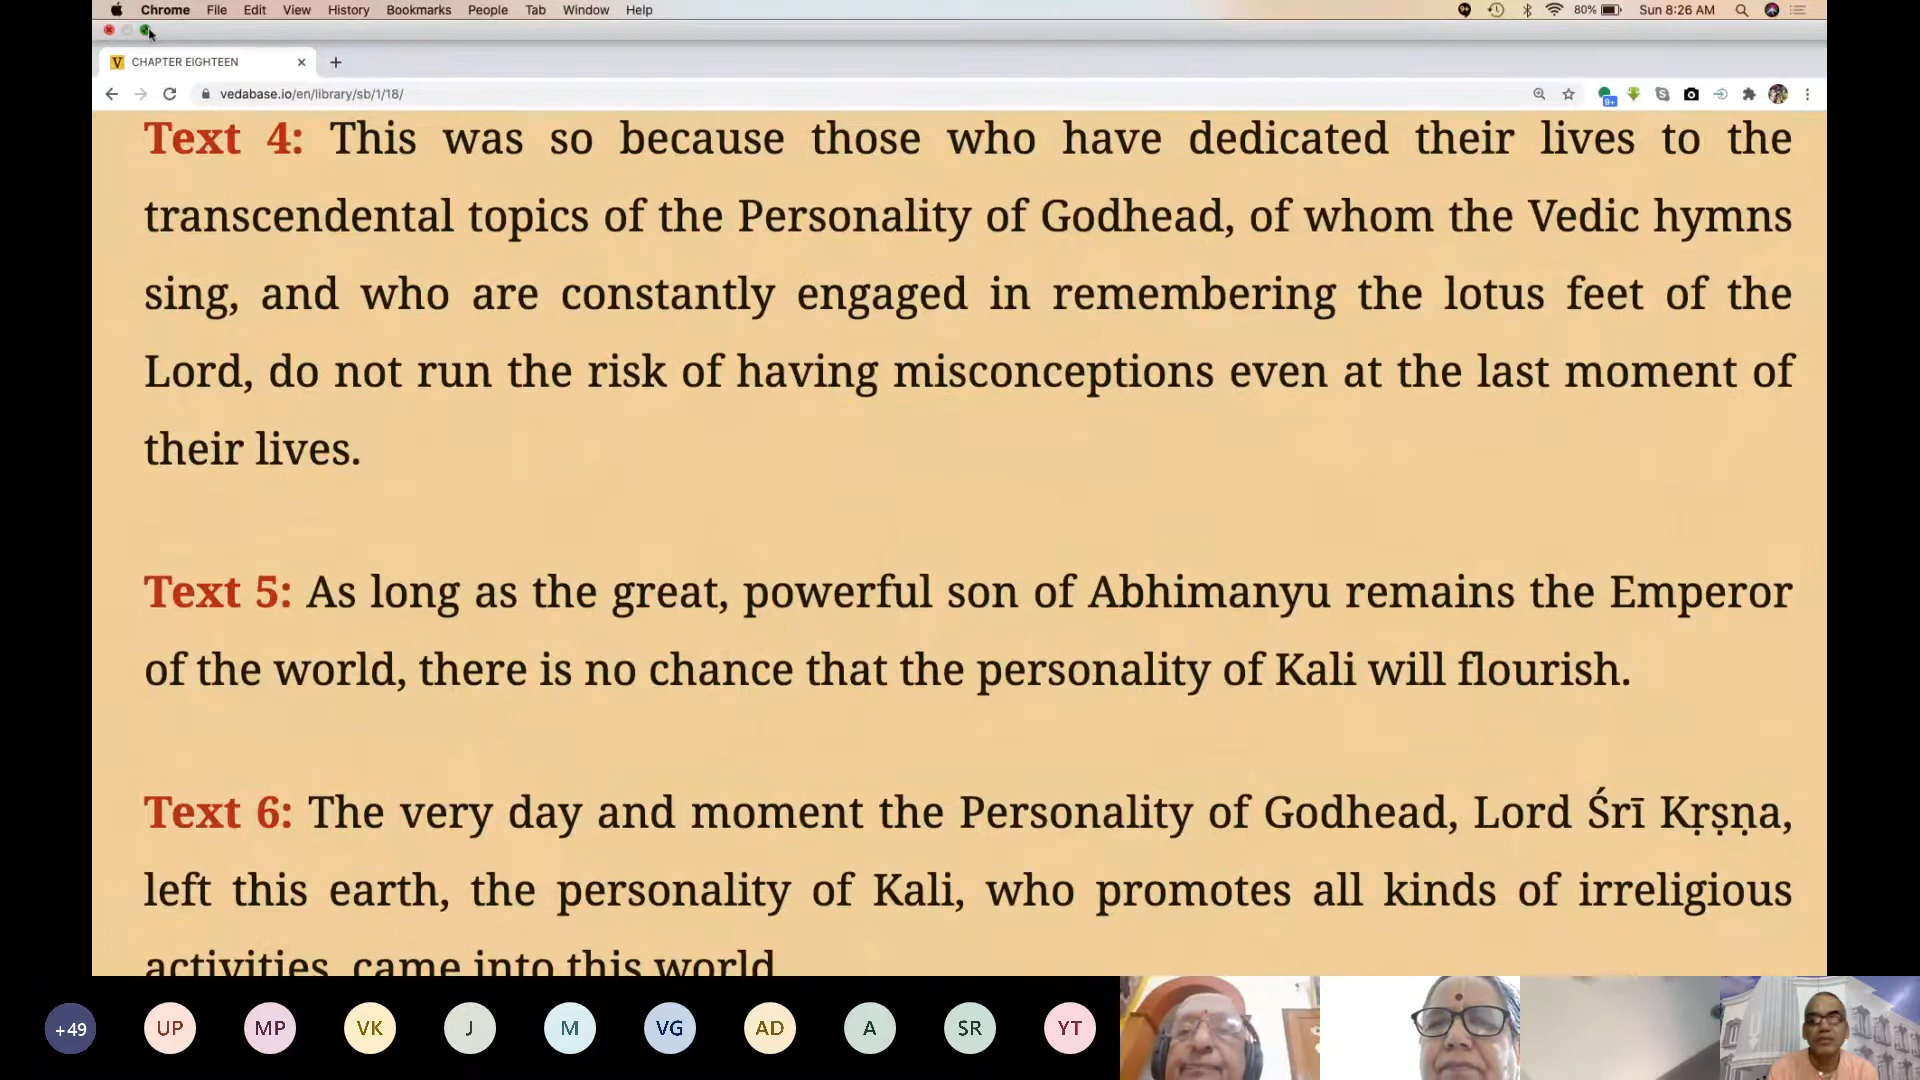 Chrome File Edit View History Bookmarks People Tab Window Help 80% Sun 8:26 AM
CHAPTER EIGHTEEN
vedabase.io/en/library/sb/1/18/
Text 4: This was so because those who have dedicated their lives to the
transcendental topics of the Personality of Godhead, of whom the Vedic hymns
sing, and who are constantly engaged in remembering the lotus feet of the
Lord, do not run the risk of having misconceptions even at the last moment of
their lives.
Text 5: As long as the great, powerful son of Abhimanyu remains the Emperor
of the world, there is no chance that the personality of Kali will flourish.
Text 6: The very day and moment the Personality of Godhead, Lord Śrī Kṛṣṇa,
left this earth, the personality of Kali, who promotes all kinds of irreligious
activities, came into this world.
+49 UP MP VK J M VG AD A SR YT